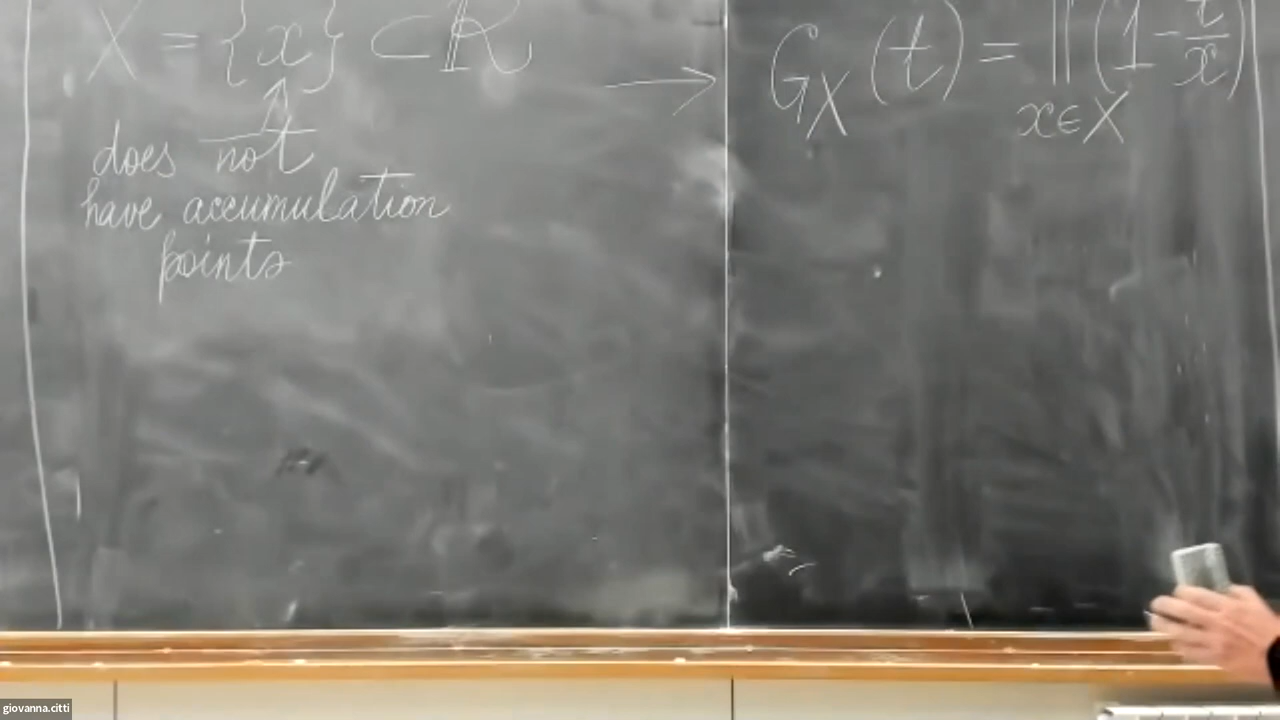 X = {x} ⊂ ℝ
does not
have accumulation
points
→ G_X(t) = ∏_{x∈X} (1 - t/x)
giovanna.citti